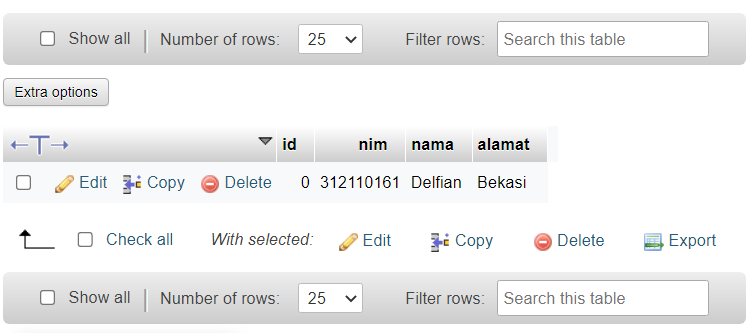 Show all Number of rows: 25 Filter rows: Search this table
Extra options
id nim nama alamat
Edit Copy Delete 0 312110161 Delfian Bekasi
Check all With selected: Edit Copy Delete Export
Show all Number of rows: 25 Filter rows: Search this table